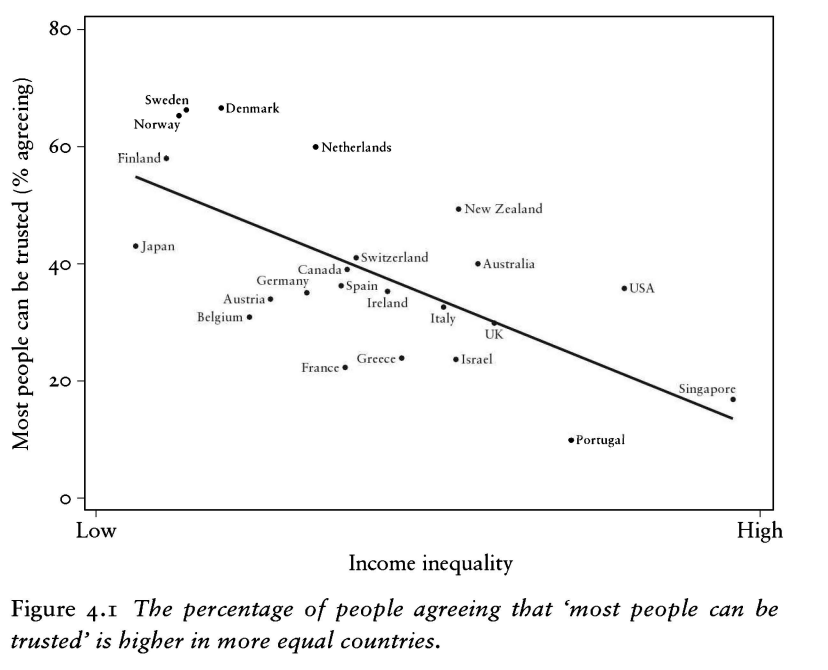 80
60
40
20
0
Most people can be trusted (% agreeing)
Sweden
Denmark
Norway
Netherlands
Finland
New Zealand
Japan
Switzerland
Australia
Canada
Germany
Spain
USA
Austria
Ireland
Belgium
Italy
UK
France
Greece
Israel
Singapore
Portugal
Low
High
Income inequality
Figure 4.1 The percentage of people agreeing that ‘most people can be
trusted’ is higher in more equal countries.